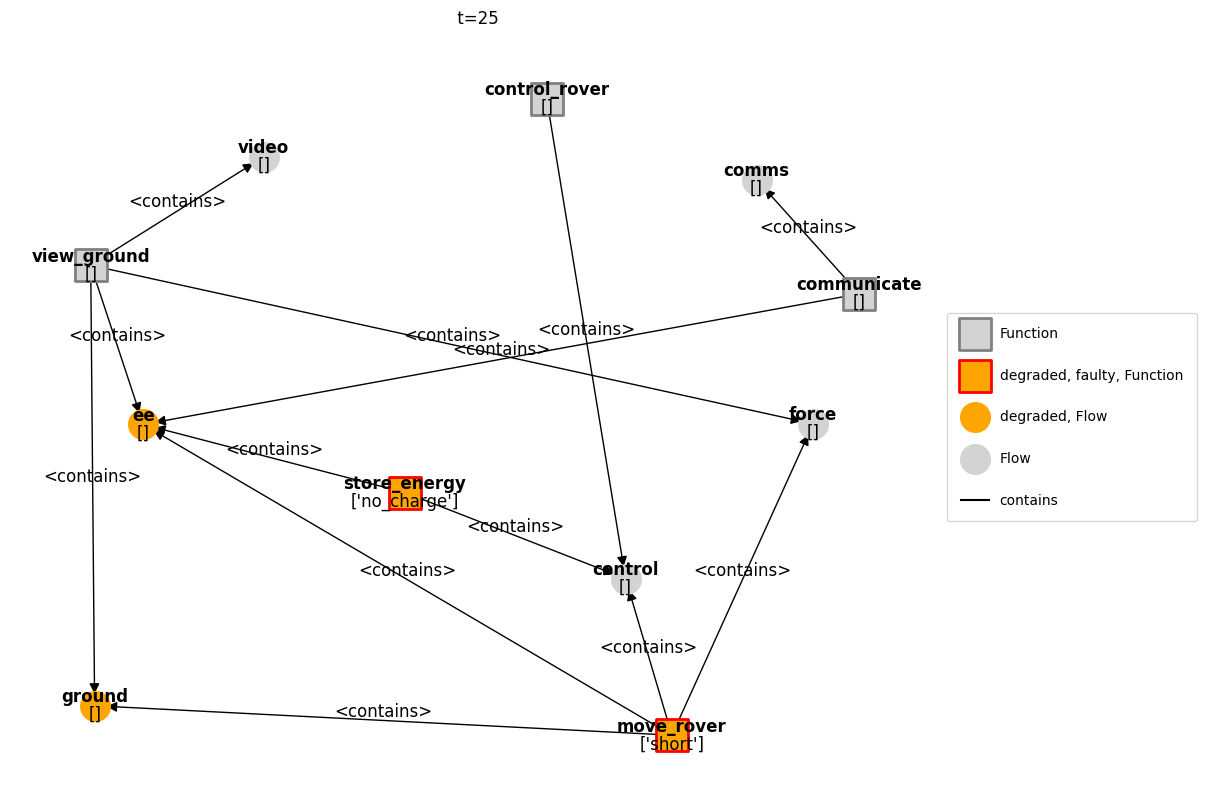 t=25
control_rover
[]
video
[]
comms
[]
<contains>
<contains>
view_ground
[]
communicate
[]
<contains>
<contains>
<contains>
<contains>
ee
[]
force
[]
<contains>
<contains>
store_energy
['no_charge']
<contains>
<contains>
control
[]
<contains>
<contains>
ground
[]
<contains>
move_rover
['short']
Function
degraded, faulty, Function
degraded, Flow
Flow
contains